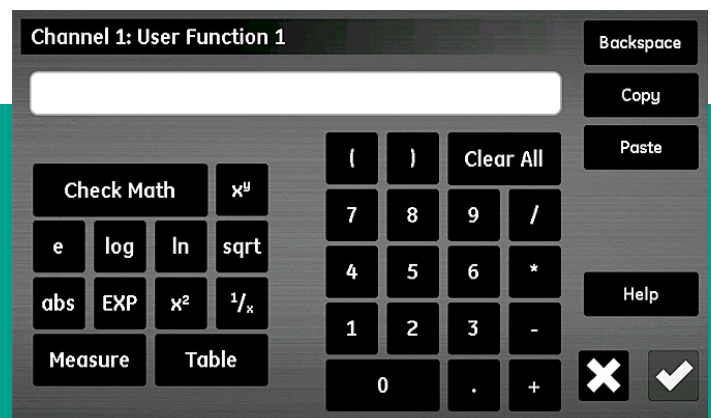 Channel 1: User Function 1
Backspace
Copy
Paste
( ) Clear All
Check Math xʸ
7 8 9 /
e log ln sqrt
4 5 6 *
Help
abs EXP x² ¹/ₓ
1 2 3 -
Measure Table
0 . +